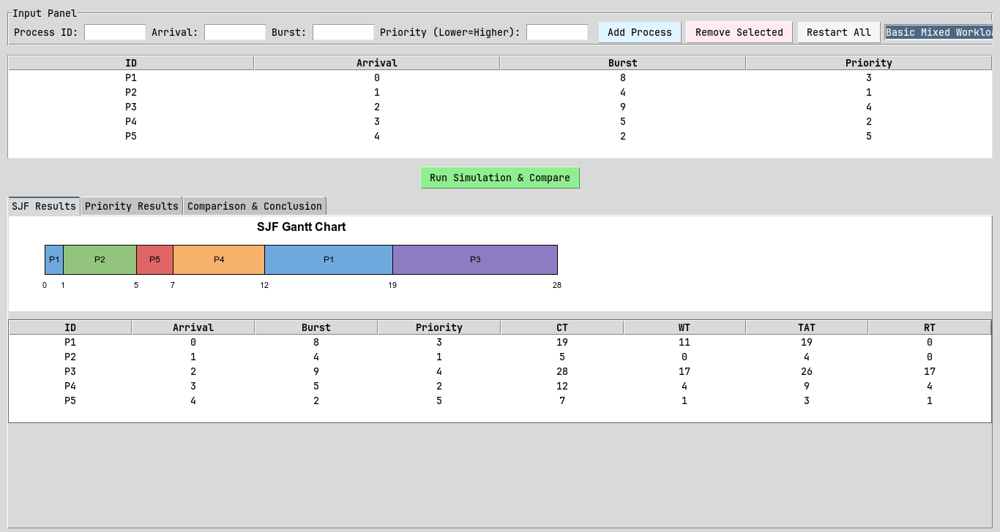 Input Panel
Process ID: Arrival: Burst: Priority (Lower=Higher): Add Process Remove Selected Restart All Basic Mixed Workloa
ID Arrival Burst Priority
P1 0 8 3
P2 1 4 1
P3 2 9 4
P4 3 5 2
P5 4 2 5
Run Simulation & Compare
SJF Results Priority Results Comparison & Conclusion
SJF Gantt Chart
P1 P2 P5 P4 P1 P3
0 1 5 7 12 19 28
ID Arrival Burst Priority CT WT TAT RT
P1 0 8 3 19 11 19 0
P2 1 4 1 5 0 4 0
P3 2 9 4 28 17 26 17
P4 3 5 2 12 4 9 4
P5 4 2 5 7 1 3 1